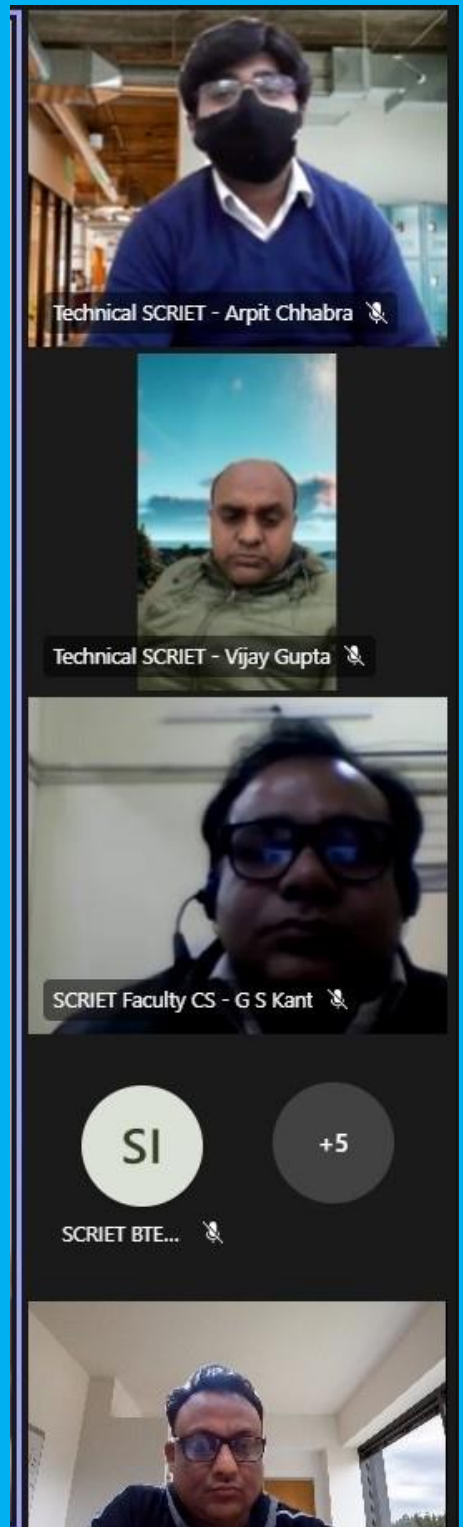 Technical SCRIET - Arpit Chhabra
Technical SCRIET - Vijay Gupta
SCRIET Faculty CS - G S Kant
SI
+5
SCRIET BTE...